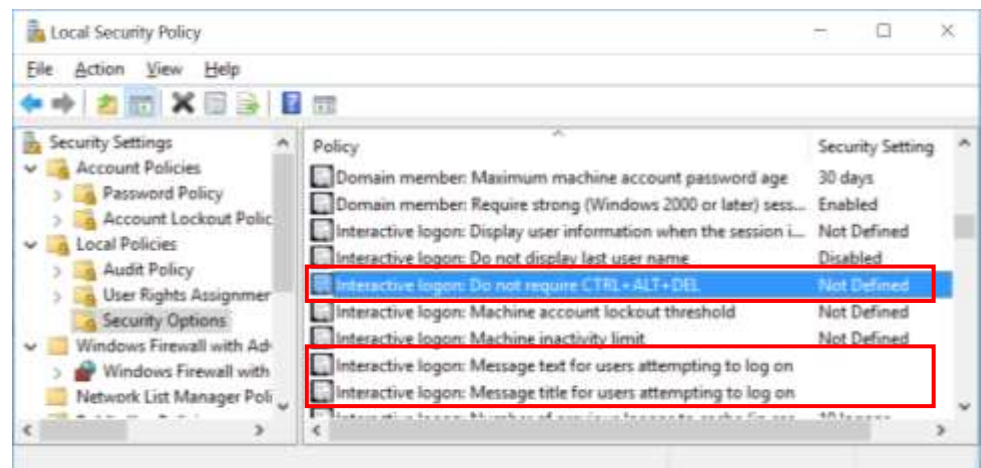 Local Security Policy
File Action View Help
Security Settings
Account Policies
Password Policy
Account Lockout Polic
Local Policies
Audit Policy
User Rights Assignmer
Security Options
Windows Firewall with Ad
Windows Firewall with
Network List Manager Poli
Policy Security Setting
Domain member: Maximum machine account password age 30 days
Domain member: Require strong (Windows 2000 or later) sess... Enabled
Interactive logon: Display user information when the session i... Not Defined
Interactive logon: Do not display last user name Disabled
Interactive logon: Do not require CTRL+ALT+DEL Not Defined
Interactive logon: Machine account lockout threshold Not Defined
Interactive logon: Machine inactivity limit Not Defined
Interactive logon: Message text for users attempting to log on
Interactive logon: Message title for users attempting to log on